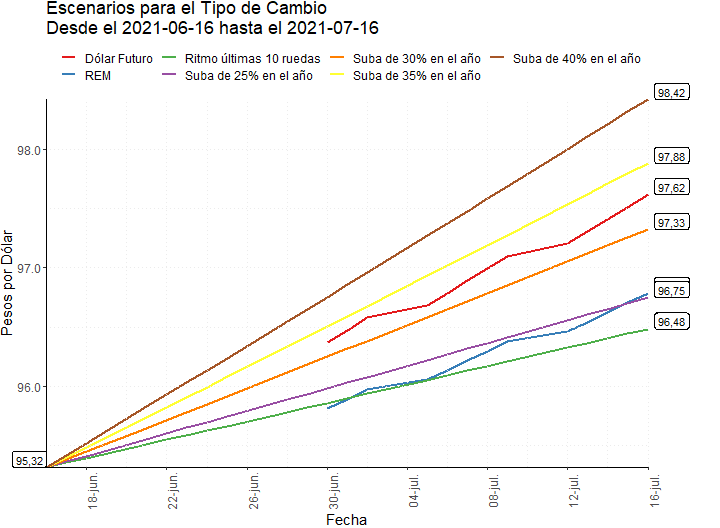 Escenarios para el Tipo de Cambio
Desde el 2021-06-16 hasta el 2021-07-16
Dólar Futuro
Ritmo últimas 10 ruedas
Suba de 30% en el año
Suba de 40% en el año
REM
Suba de 25% en el año
Suba de 35% en el año
98,42
97,88
97,62
97,33
96,75
96,48
95,32
98.0
97.0
96.0
Pesos por Dólar
18-jun.
22-jun.
26-jun.
30-jun.
04-jul.
08-jul.
12-jul.
16-jul.
Fecha